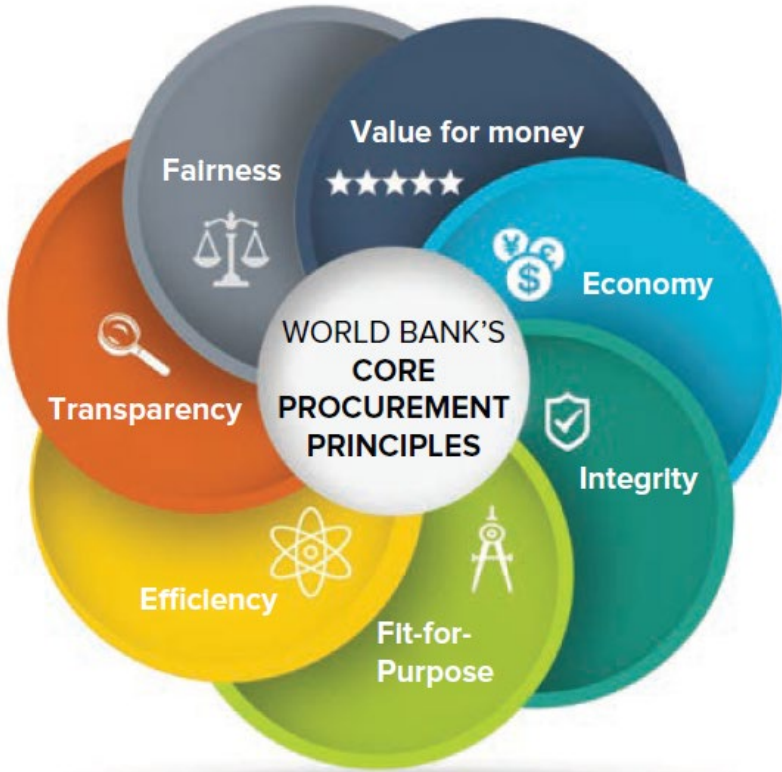 WORLD BANK'S
CORE
PROCUREMENT
PRINCIPLES
Value for money
¥ £
$
Economy
Integrity
Fit-for-
Purpose
Efficiency
Transparency
Fairness